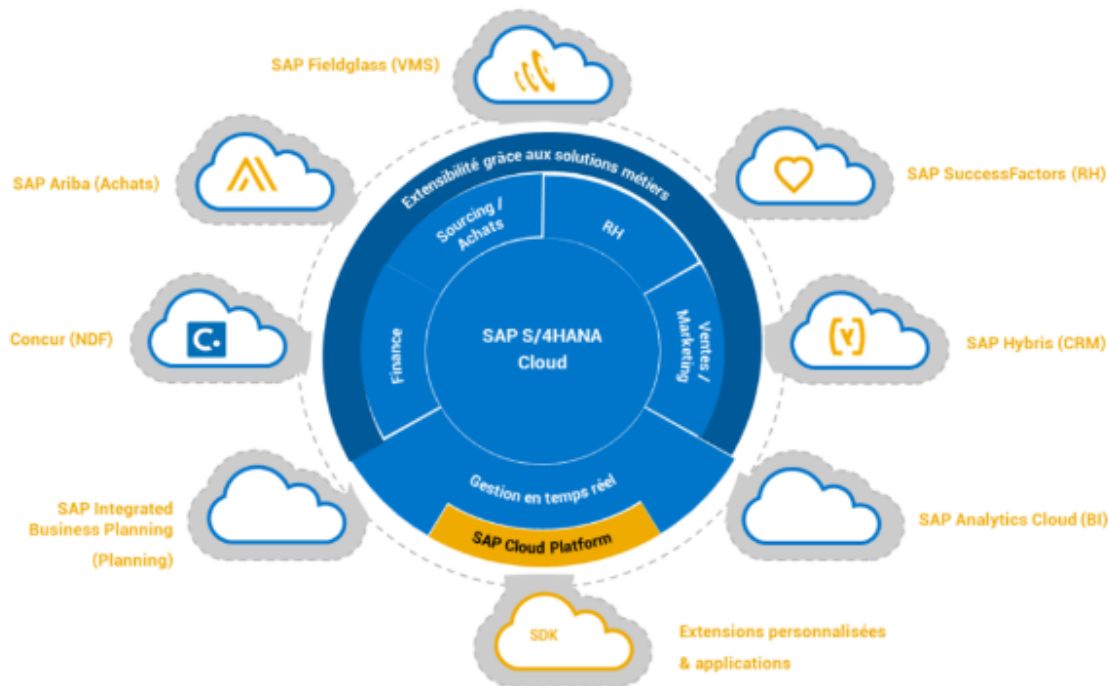 SAP Fieldglass (VMS)
SAP Ariba (Achats)
SAP SuccessFactors (RH)
Extensibilité grâce aux solutions métiers
Sourcing /
Achats
RH
Concur (NDF)
C.
Finance
SAP S/4HANA
Cloud
Ventes /
Marketing
SAP Hybris (CRM)
Gestion en temps réel
SAP Integrated
Business Planning
(Planning)
SAP Analytics Cloud (BI)
SAP Cloud Platform
SDK
Extensions personnalisées
& applications